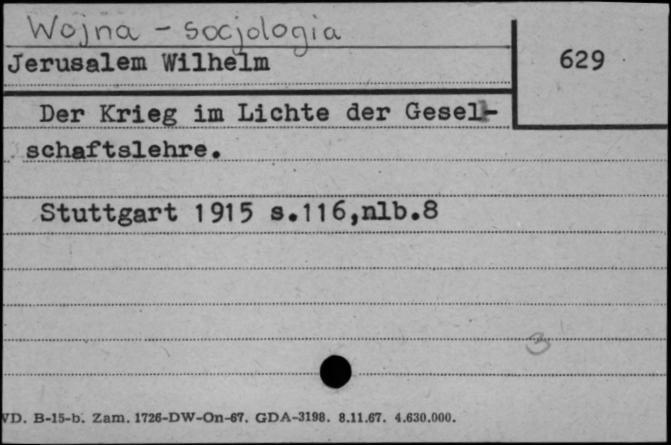 Wojna - socjologia
Jerusalem Wilhelm
629
Der Krieg im Lichte der Gesel-
schaftslehre.
Stuttgart 1915 s.116,nlb.8
3
VD. B-15-b. Zam. 1726-DW-On-67. GDA-3198. 8.11.67. 4.630.000.